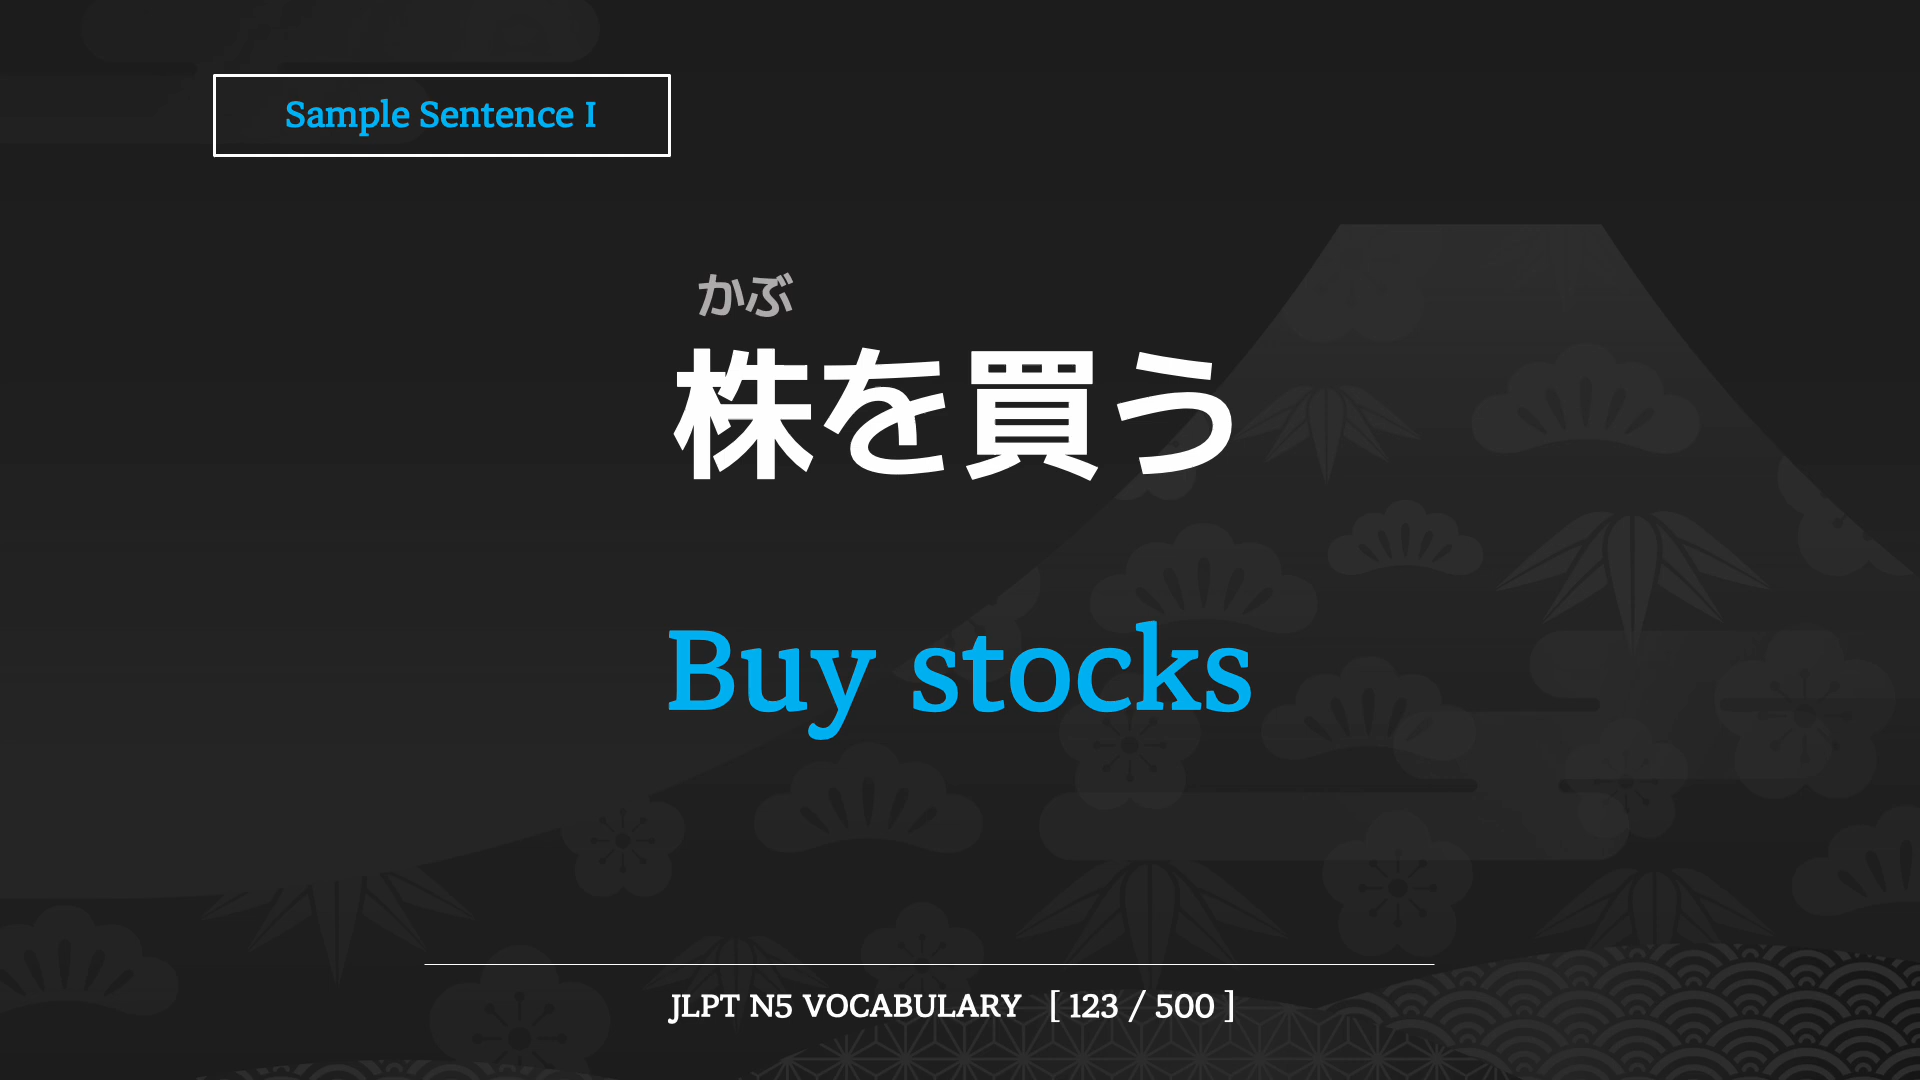 Sample Sentence I
かぶ
株を買う
Buy stocks
JLPT N5 VOCABULARY [ 123 / 500 ]